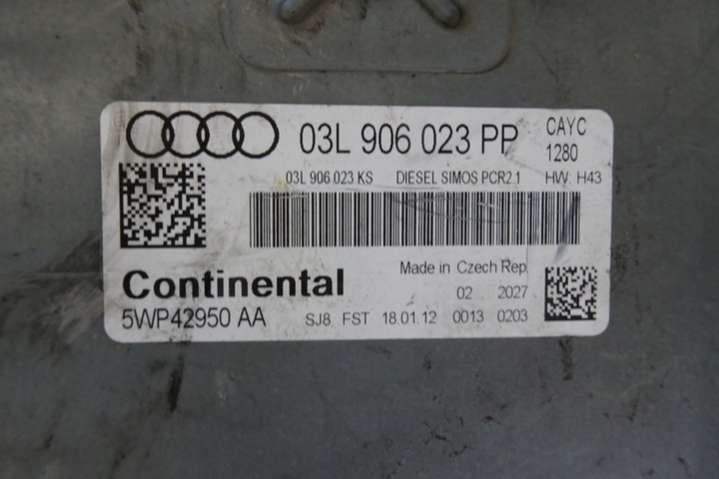 03L 906 023 PP CAYC
1280
03L 906 023 KS DIESEL SIMOS PCR2.1 HW: H43
Continental Made in Czech Rep.
02 2027
5WP42950 AA SJ8 FST 18.01.12 0013 0203